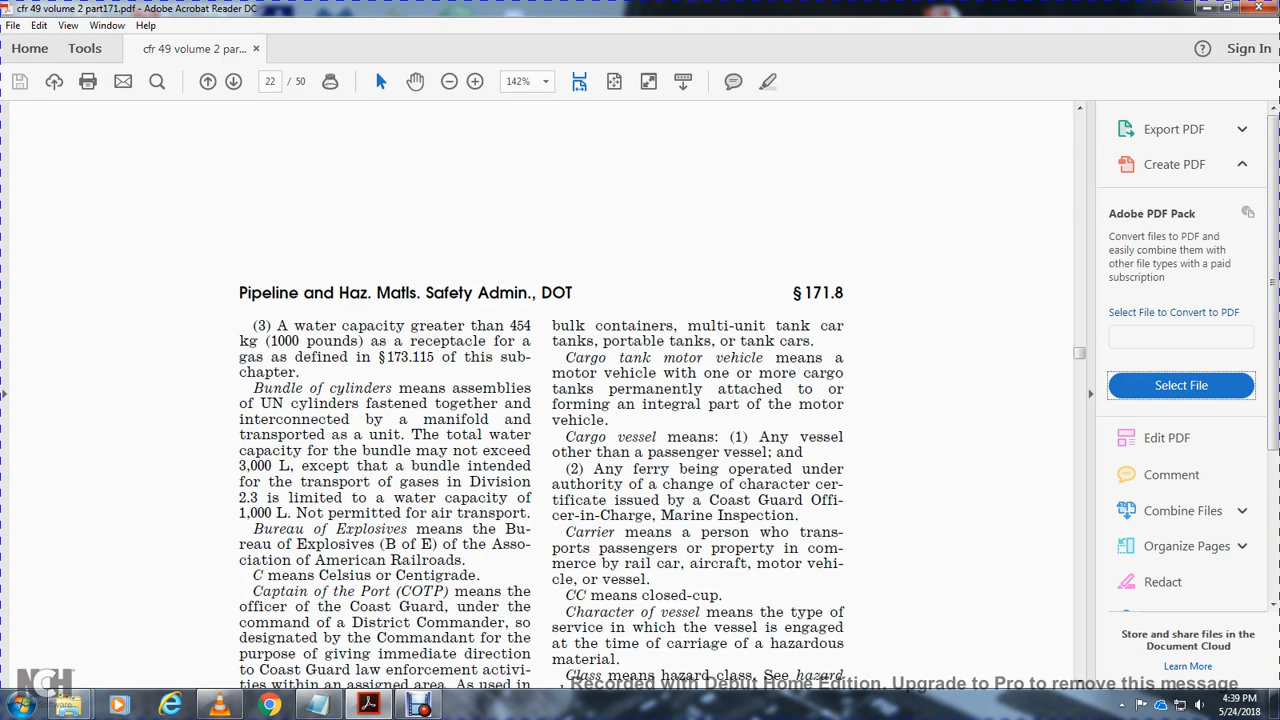 cfr 49 volume 2 part171.pdf - Adobe Acrobat Reader DC
File Edit View Window Help
Home Tools cfr 49 volume 2 par... × Sign In
22 / 50 142%
Pipeline and Haz. Matls. Safety Admin., DOT § 171.8
(3) A water capacity greater than 454
kg (1000 pounds) as a receptacle for a
gas as defined in §173.115 of this sub-
chapter.
Bundle of cylinders means assemblies
of UN cylinders fastened together and
interconnected by a manifold and
transported as a unit. The total water
capacity for the bundle may not exceed
3,000 L, except that a bundle intended
for the transport of gases in Division
2.3 is limited to a water capacity of
1,000 L. Not permitted for air transport.
Bureau of Explosives means the Bu-
reau of Explosives (B of E) of the Asso-
ciation of American Railroads.
C means Celsius or Centigrade.
Captain of the Port (COTP) means the
officer of the Coast Guard, under the
command of a District Commander, so
designated by the Commandant for the
purpose of giving immediate direction
to Coast Guard law enforcement activi-
ties within an assigned area. As used in
bulk containers, multi-unit tank car
tanks, portable tanks, or tank cars.
Cargo tank motor vehicle means a
motor vehicle with one or more cargo
tanks permanently attached to or
forming an integral part of the motor
vehicle.
Cargo vessel means: (1) Any vessel
other than a passenger vessel; and
(2) Any ferry being operated under
authority of a change of character cer-
tificate issued by a Coast Guard Offi-
cer-in-Charge, Marine Inspection.
Carrier means a person who trans-
ports passengers or property in com-
merce by rail car, aircraft, motor vehi-
cle, or vessel.
CC means closed-cup.
Character of vessel means the type of
service in which the vessel is engaged
at the time of carriage of a hazardous
material.
Class means hazard class. See hazard
Export PDF
Create PDF
Adobe PDF Pack
Convert files to PDF and
easily combine them with
other file types with a paid
subscription
Select File to Convert to PDF
Select File
Edit PDF
Comment
Combine Files
Organize Pages
Redact
Store and share files in the
Document Cloud
Learn More
NCH Software
Recorded with Debut Home Edition. Upgrade to Pro to remove this message
4:39 PM
5/24/2018